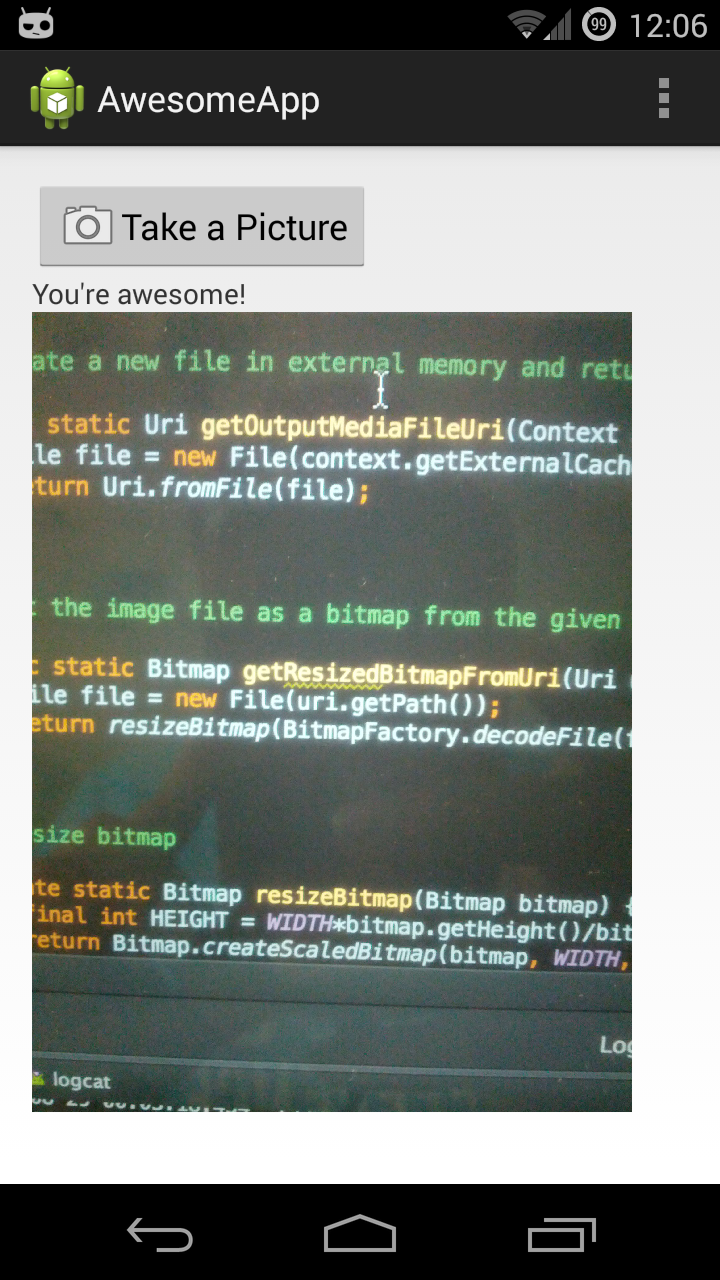 99 12:06
AwesomeApp
Take a Picture
You're awesome!
ate a new file in external memory and retu
static Uri getOutputMediaFileUri(Context
le file = new File(context.getExternalCach
turn Uri.fromFile(file);
the image file as a bitmap from the given
c static Bitmap getResizedBitmapFromUri(Uri
ile file = new File(uri.getPath());
eturn resizeBitmap(BitmapFactory.decodeFile(f
size bitmap
te static Bitmap resizeBitmap(Bitmap bitmap) {
final int HEIGHT = WIDTH*bitmap.getHeight()/bit
return Bitmap.createScaledBitmap(bitmap, WIDTH,
Log
logcat